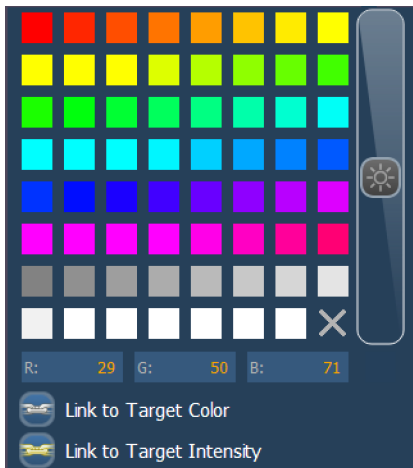 R: 29 G: 50 B: 71
Link to Target Color
Link to Target Intensity